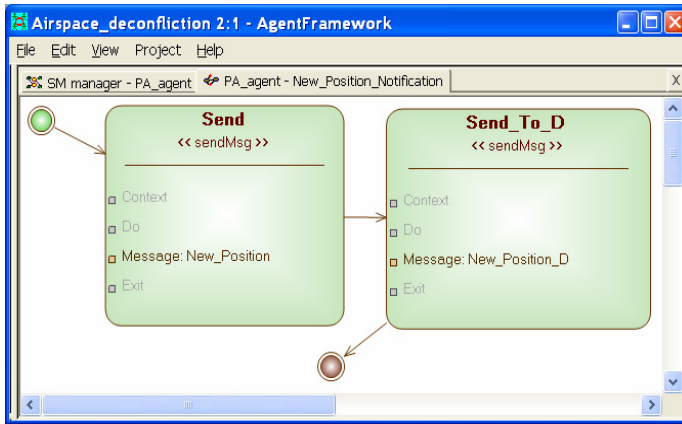 Airspace_deconfliction 2:1 - AgentFramework
File Edit View Project Help
SM manager - PA_agent PA_agent - New_Position_Notification X
Send
<< sendMsg >>
Context
Do
Message: New_Position
Exit
Send_To_D
<< sendMsg >>
Context
Do
Message: New_Position_D
Exit